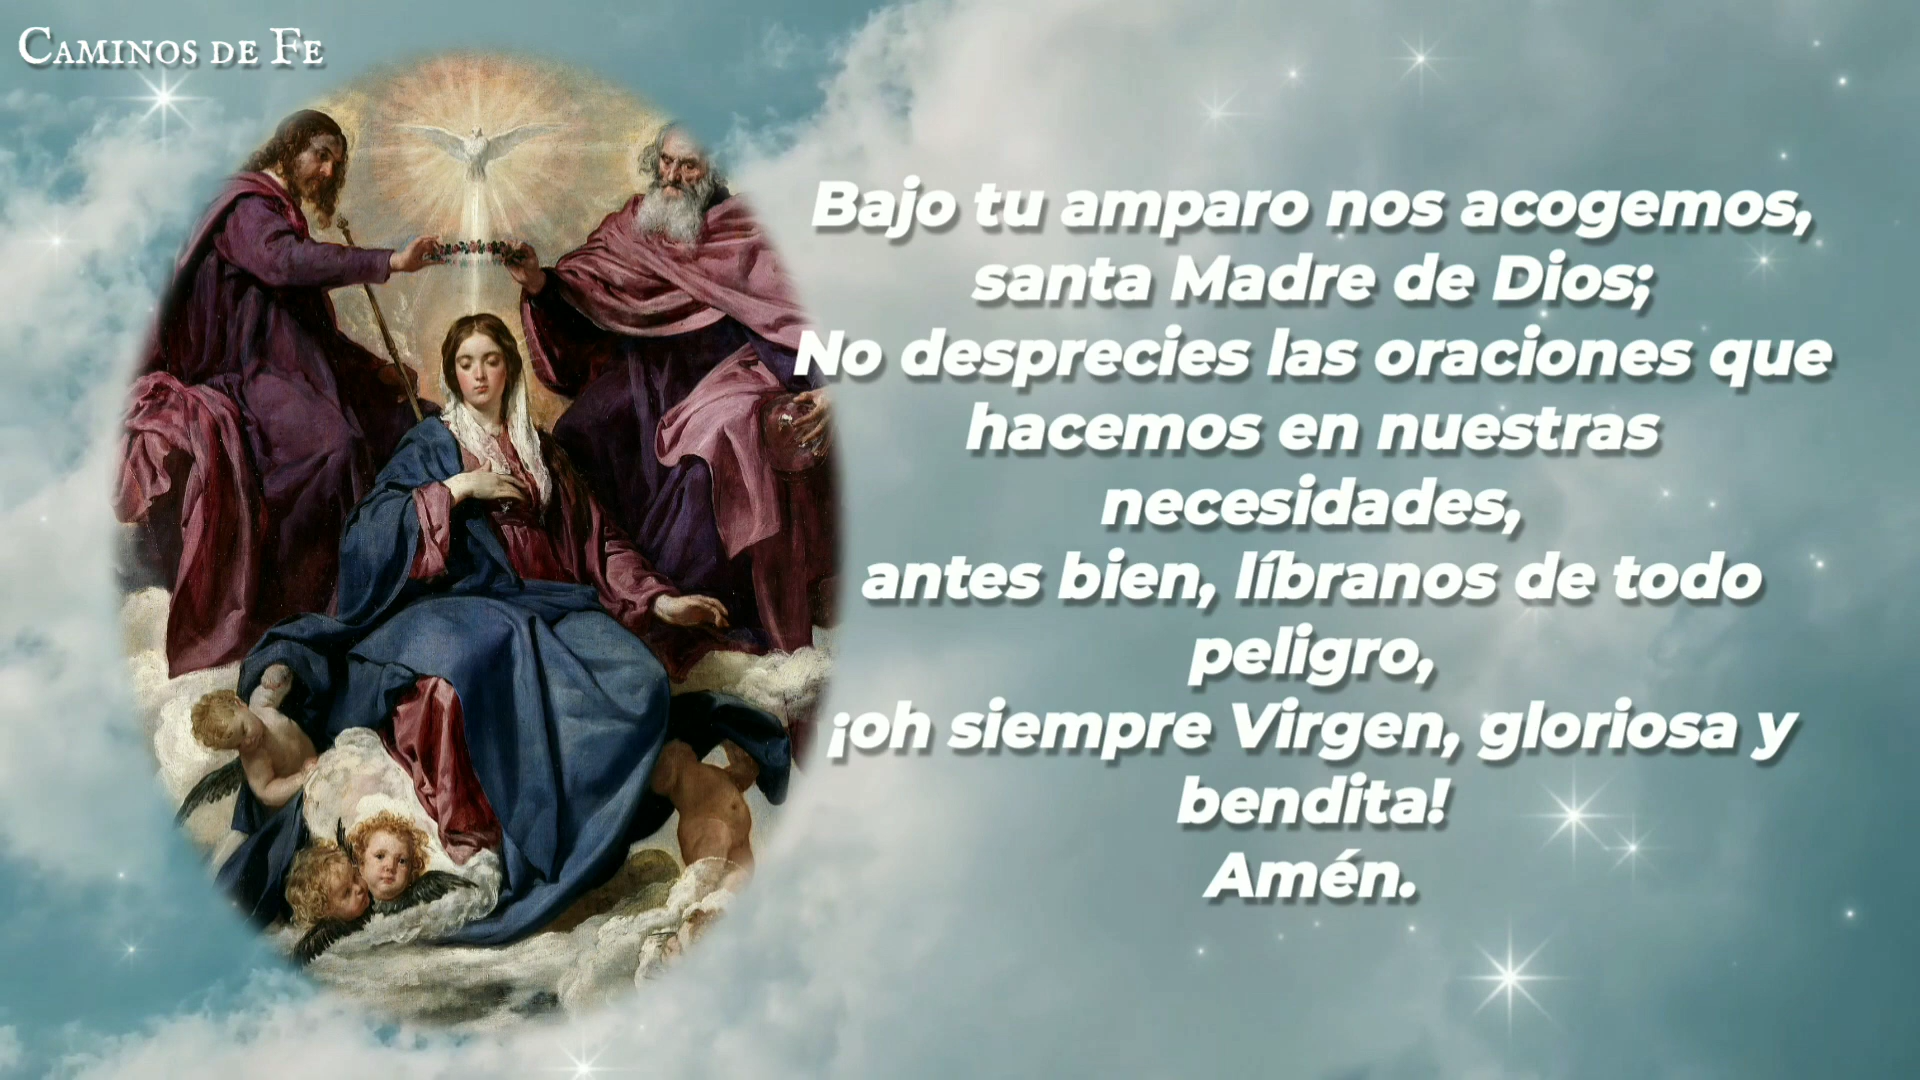 Caminos de Fe
Bajo tu amparo nos acogemos,
santa Madre de Dios;
No desprecies las oraciones que
hacemos en nuestras
necesidades,
antes bien, líbranos de todo
peligro,
¡oh siempre Virgen, gloriosa y
bendita!
Amén.